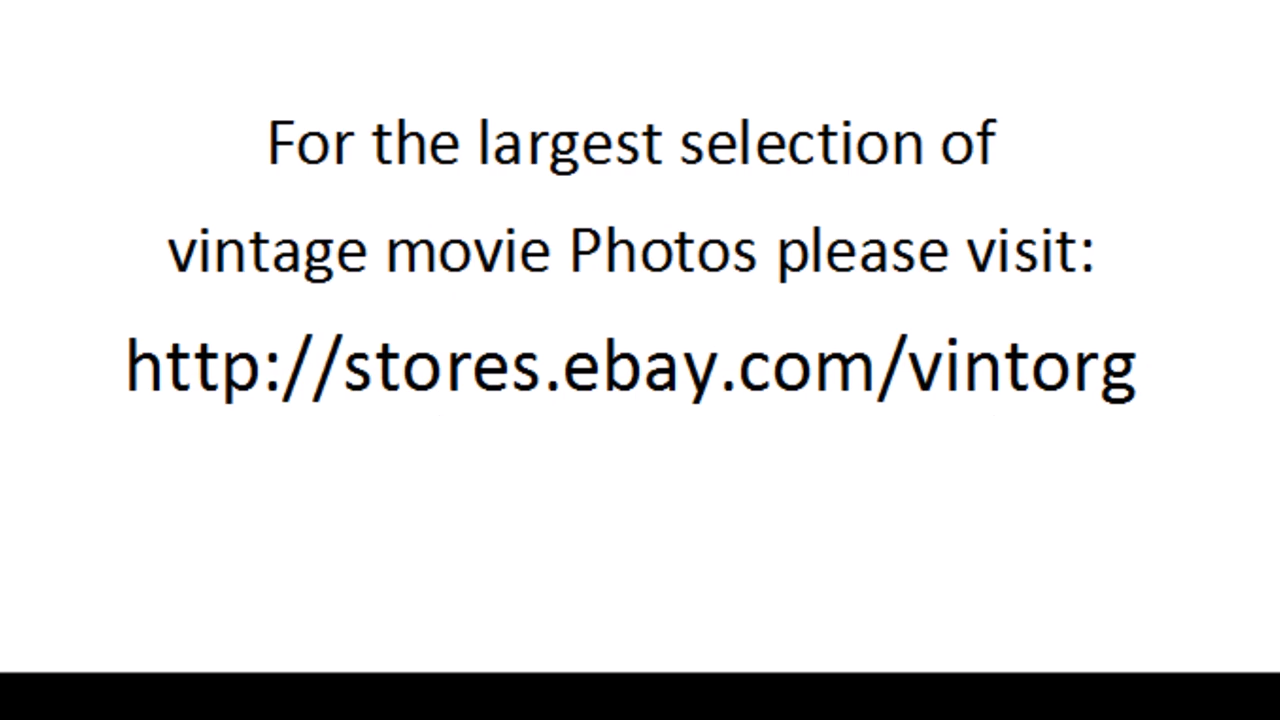 For the largest selection of
vintage movie Photos please visit:
http://stores.ebay.com/vintorg